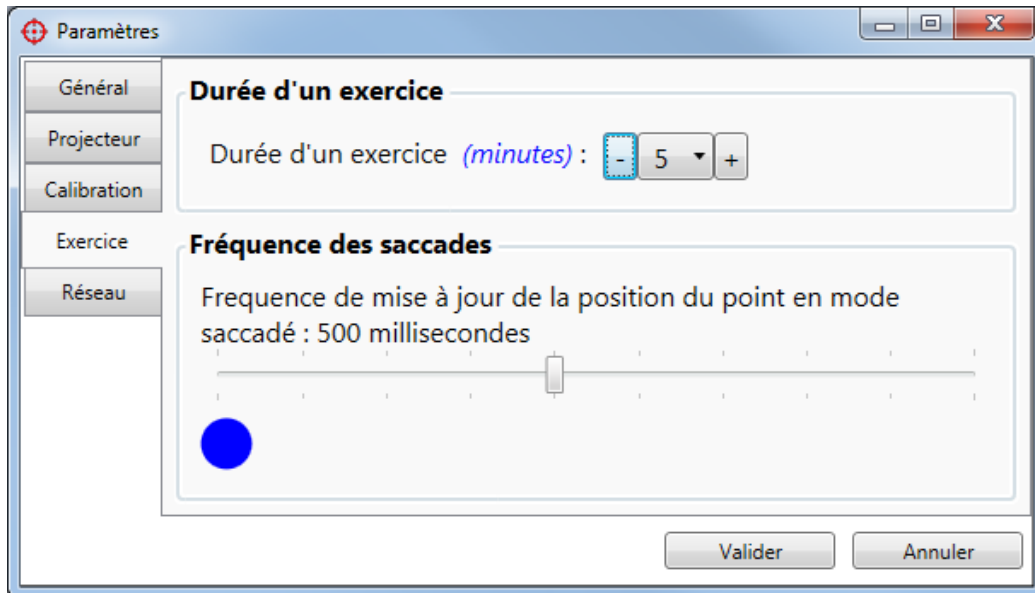 Paramètres
Général
Projecteur
Calibration
Exercice
Réseau
Durée d'un exercice
Durée d'un exercice (minutes) : - 5 +
Fréquence des saccades
Frequence de mise à jour de la position du point en mode
saccadé : 500 millisecondes
Valider
Annuler